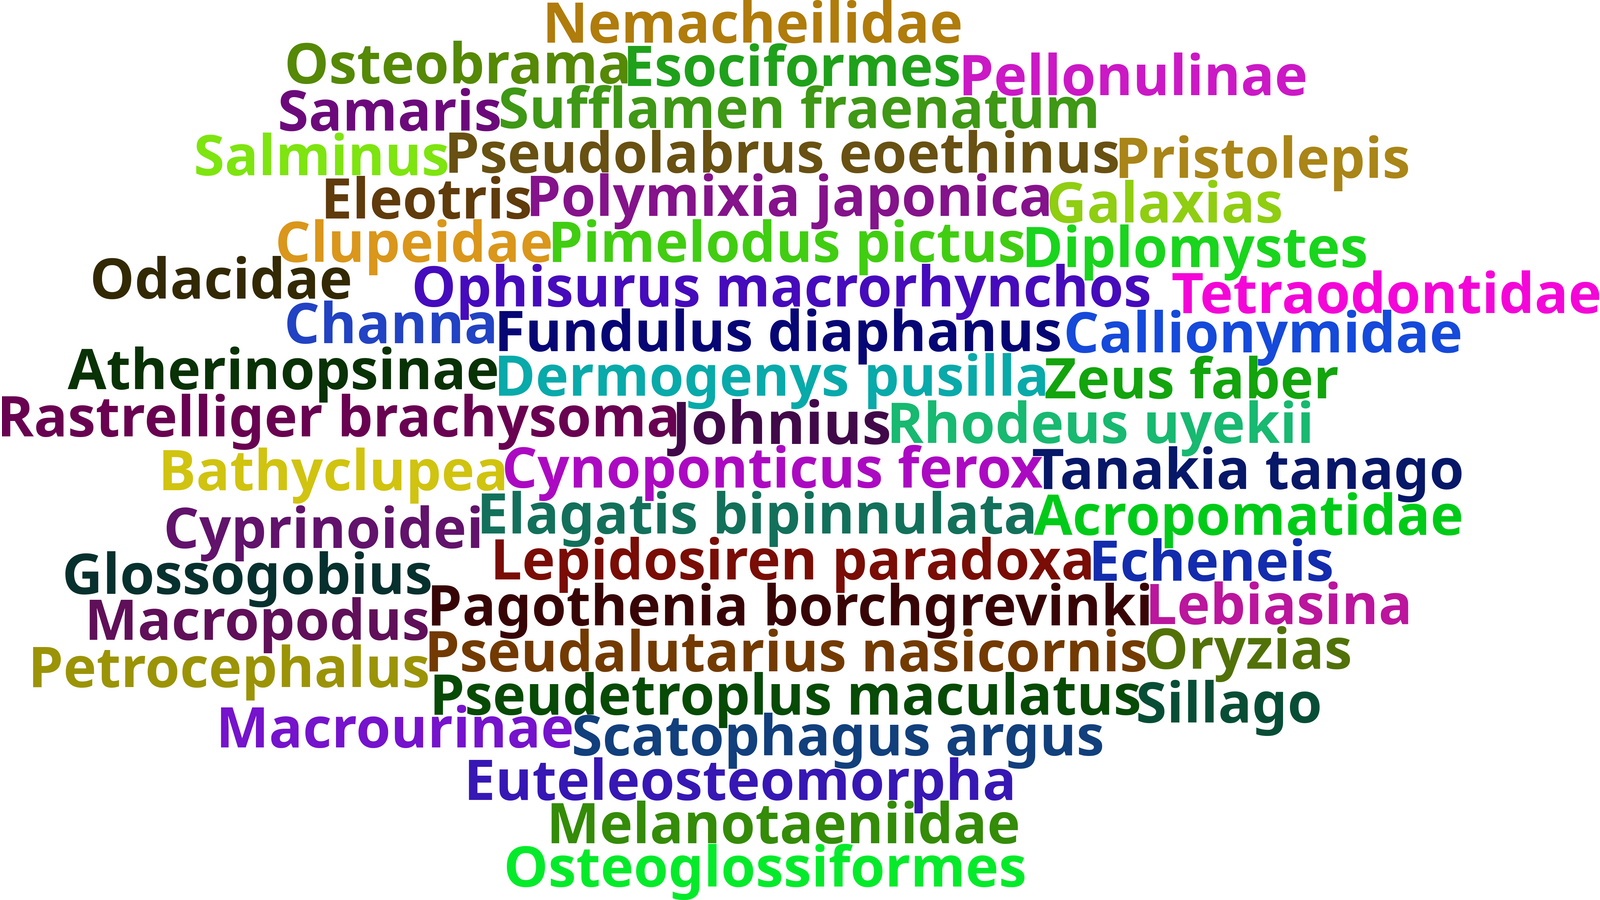 Nemacheilidae
Osteobrama Esociformes Pellonulinae
Samaris Sufflamen fraenatum
Salminus Pseudolabrus eoethinus Pristolepis
Eleotris Polymixia japonica Galaxias
Clupeidae Pimelodus pictus Diplomystes
Odacidae Ophisurus macrorhynchos Tetraodontidae
Channa Fundulus diaphanus Callionymidae
Atherinopsinae Dermogenys pusilla Zeus faber
Rastrelliger brachysoma Johnius Rhodeus uyekii
Bathyclupea Cynoponticus ferox Tanakia tanago
Cyprinoidei Elagatis bipinnulata Acropomatidae
Glossogobius Lepidosiren paradoxa Echeneis
Macropodus Pagothenia borchgrevinki Lebiasina
Petrocephalus Pseudalutarius nasicornis Oryzias
Pseudetroplus maculatus Sillago
Macrourinae Scatophagus argus
Euteleosteomorpha
Melanotaeniidae
Osteoglossiformes